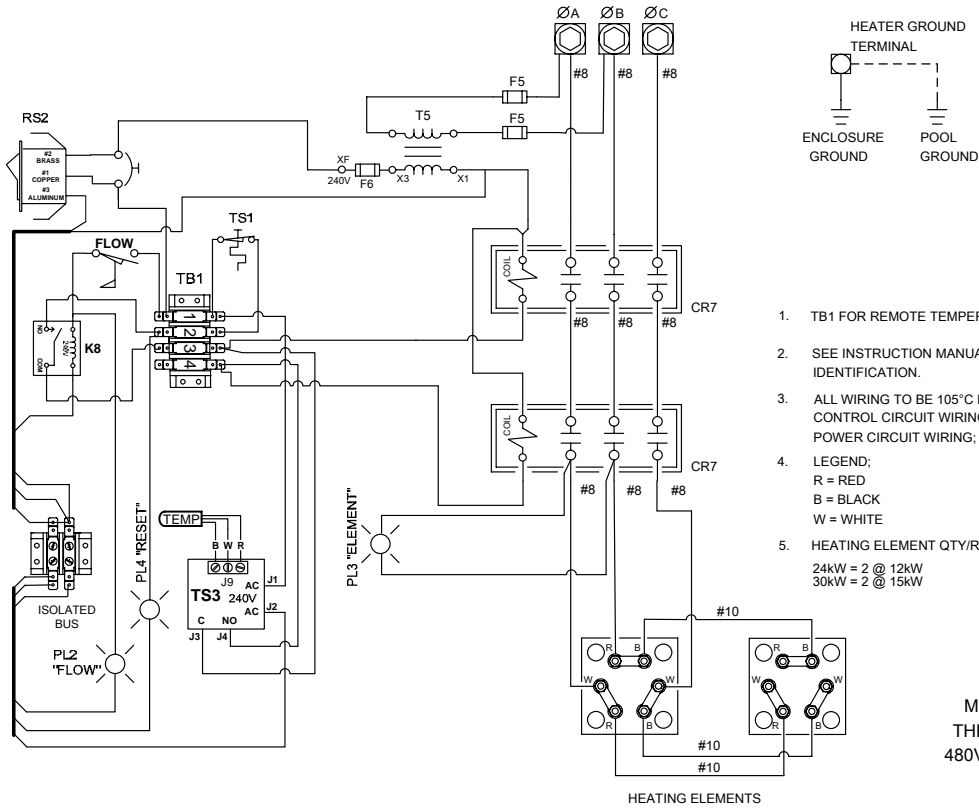 ØA ØB ØC
#8 #8 #8
F5
F5
T5
XF
240V
F6
X3
X1
HEATER GROUND
TERMINAL
ENCLOSURE
GROUND
POOL
GROUND
RS2
#2
BRASS
#1
COPPER
#3
ALUMINUM
FLOW
TS1
TB1
1
2
3
4
NO
COM
240V
K8
COIL
CR7
#8 #8 #8
COIL
CR7
#8 #8 #8
1. TB1 FOR REMOTE TEMPER
2. SEE INSTRUCTION MANUA
IDENTIFICATION.
3. ALL WIRING TO BE 105°C
CONTROL CIRCUIT WIRING
POWER CIRCUIT WIRING;
4. LEGEND;
R = RED
B = BLACK
W = WHITE
5. HEATING ELEMENT QTY/R
24kW = 2 @ 12kW
30kW = 2 @ 15kW
PL3 "ELEMENT"
PL4 "RESET"
TEMP
B W R
J9
TS3
240V
AC
AC
J1
J2
C NO
J3 J4
ISOLATED
BUS
PL2
"FLOW"
#10
R B
W W
R B
R B
W W
R B
#10
#10
HEATING ELEMENTS
M
THE
480V